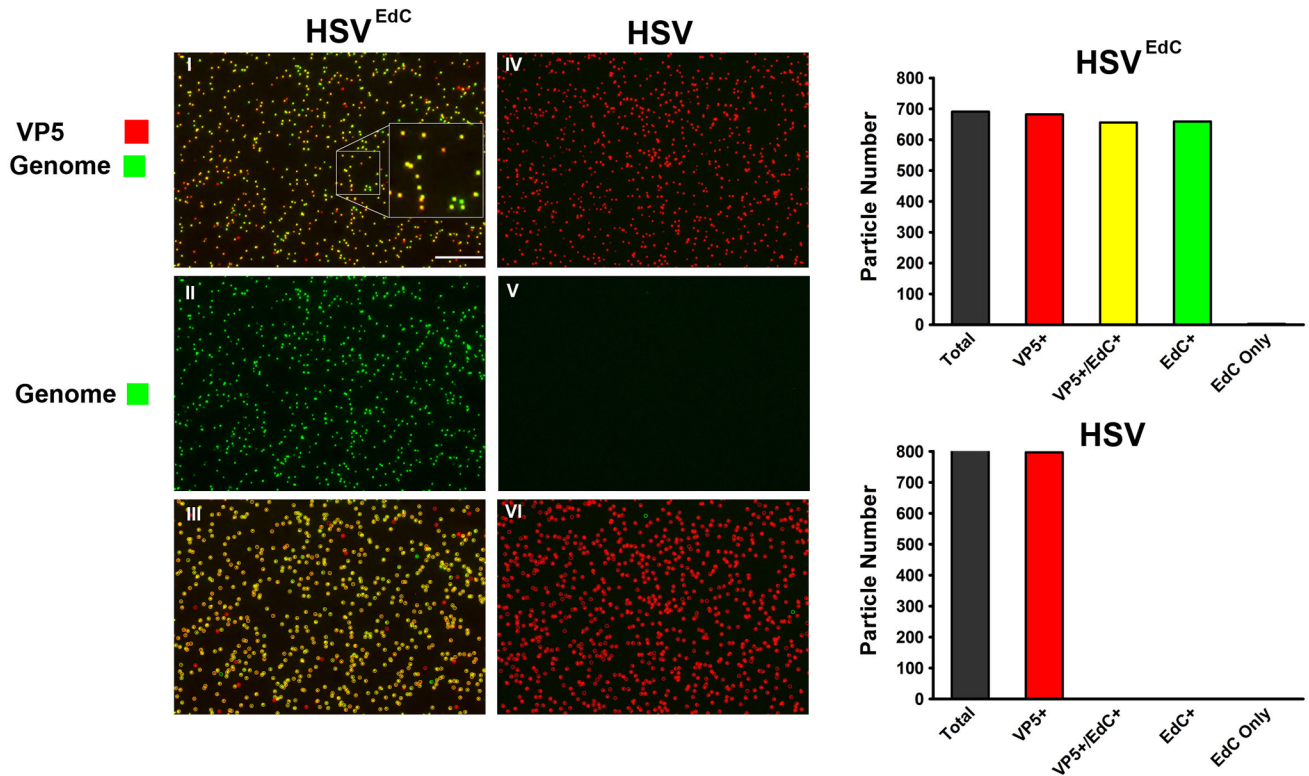 HSV EdC
HSV
I
IV
VP5
Genome
II
V
Genome
III
VI
HSV EdC
800
700
600
500
400
300
200
100
0
Particle Number
Total
VP5+
VP5+/EdC+
EdC+
EdC Only
HSV
800
700
600
500
400
300
200
100
0
Particle Number
Total
VP5+
VP5+/EdC+
EdC+
EdC Only